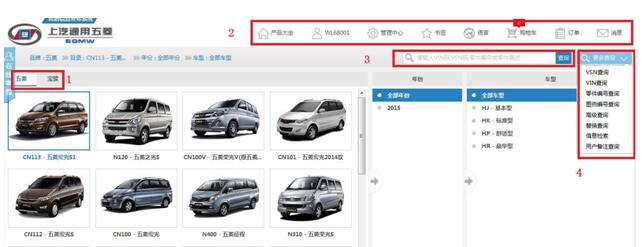 上汽通用五菱
SGMW
2
产品大全
WL68001
管理中心
书签
语言
购物车
订单
消息
品牌：五菱 ≫ 目录：CN113 - 五菱... ≫ 年份：全部年份 ≫ 车型：全部车型
3
请输入VIN码,VSN码,零件编号或零件描述
查询
更多查询
五菱
宝骏
1
年份
车型
VSN查询
VIN查询
零件编号查询
图例编号查询
高级查询
替换查询
信息检索
用户备注查询
4
全部年份
2015
全部车型
HJ - 基本型
HK - 标准型
HP - 舒适型
HR - 豪华型
CN113 - 五菱宏光S1
N120 - 五菱之光S
CN100V - 五菱荣光V(原五菱...
CN101 - 五菱宏光2014款
CN112 - 五菱宏光S
CN100 - 五菱宏光
N400 - 五菱征程
N310 - 五菱荣光S